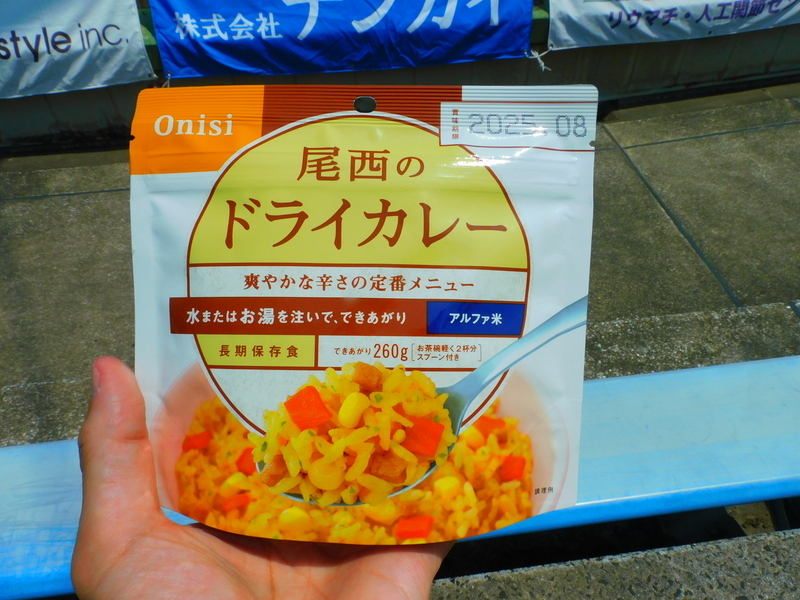 style inc.
株式会社 テンガイ
リウマチ・人工関節セン
Onisi
賞味期限 2025.08
尾西の
ドライカレー
爽やかな辛さの定番メニュー
水またはお湯を注いで、できあがり
アルファ米
長期保存食
できあがり260g
お茶碗軽く2杯分
スプーン付き
調理例